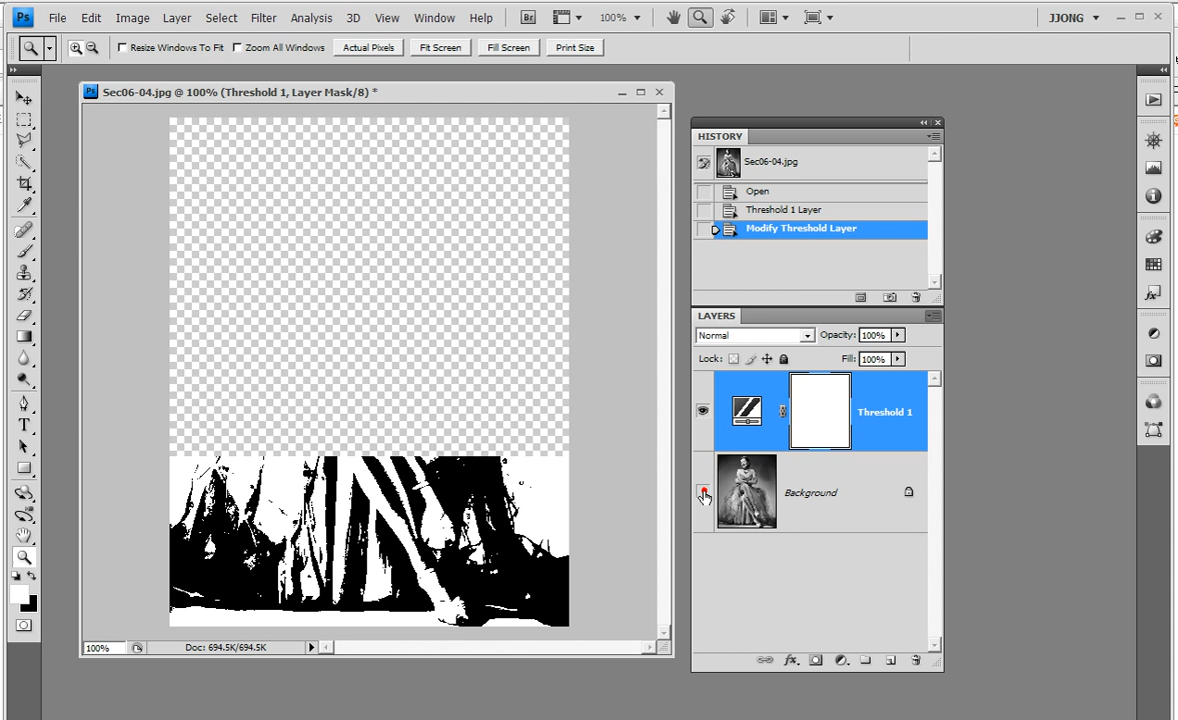 Ps File Edit Image Layer Select Filter Analysis 3D View Window Help Br 100% JJONG
Resize Windows To Fit Zoom All Windows Actual Pixels Fit Screen Fill Screen Print Size
Ps Sec06-04.jpg @ 100% (Threshold 1, Layer Mask/8) *
HISTORY
Sec06-04.jpg
Open
Threshold 1 Layer
Modify Threshold Layer
LAYERS
Normal Opacity: 100%
Lock: Fill: 100%
Threshold 1
Background
fx
T
100% Doc: 694.5K/694.5K